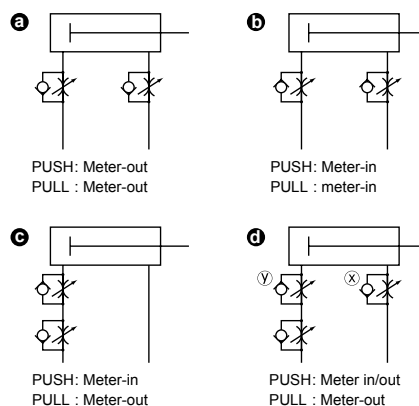 a
b
PUSH: Meter-out
PULL : Meter-out
PUSH: Meter-in
PULL : meter-in
c
d
y
x
PUSH: Meter-in
PULL : Meter-out
PUSH: Meter in/out
PULL : Meter-out